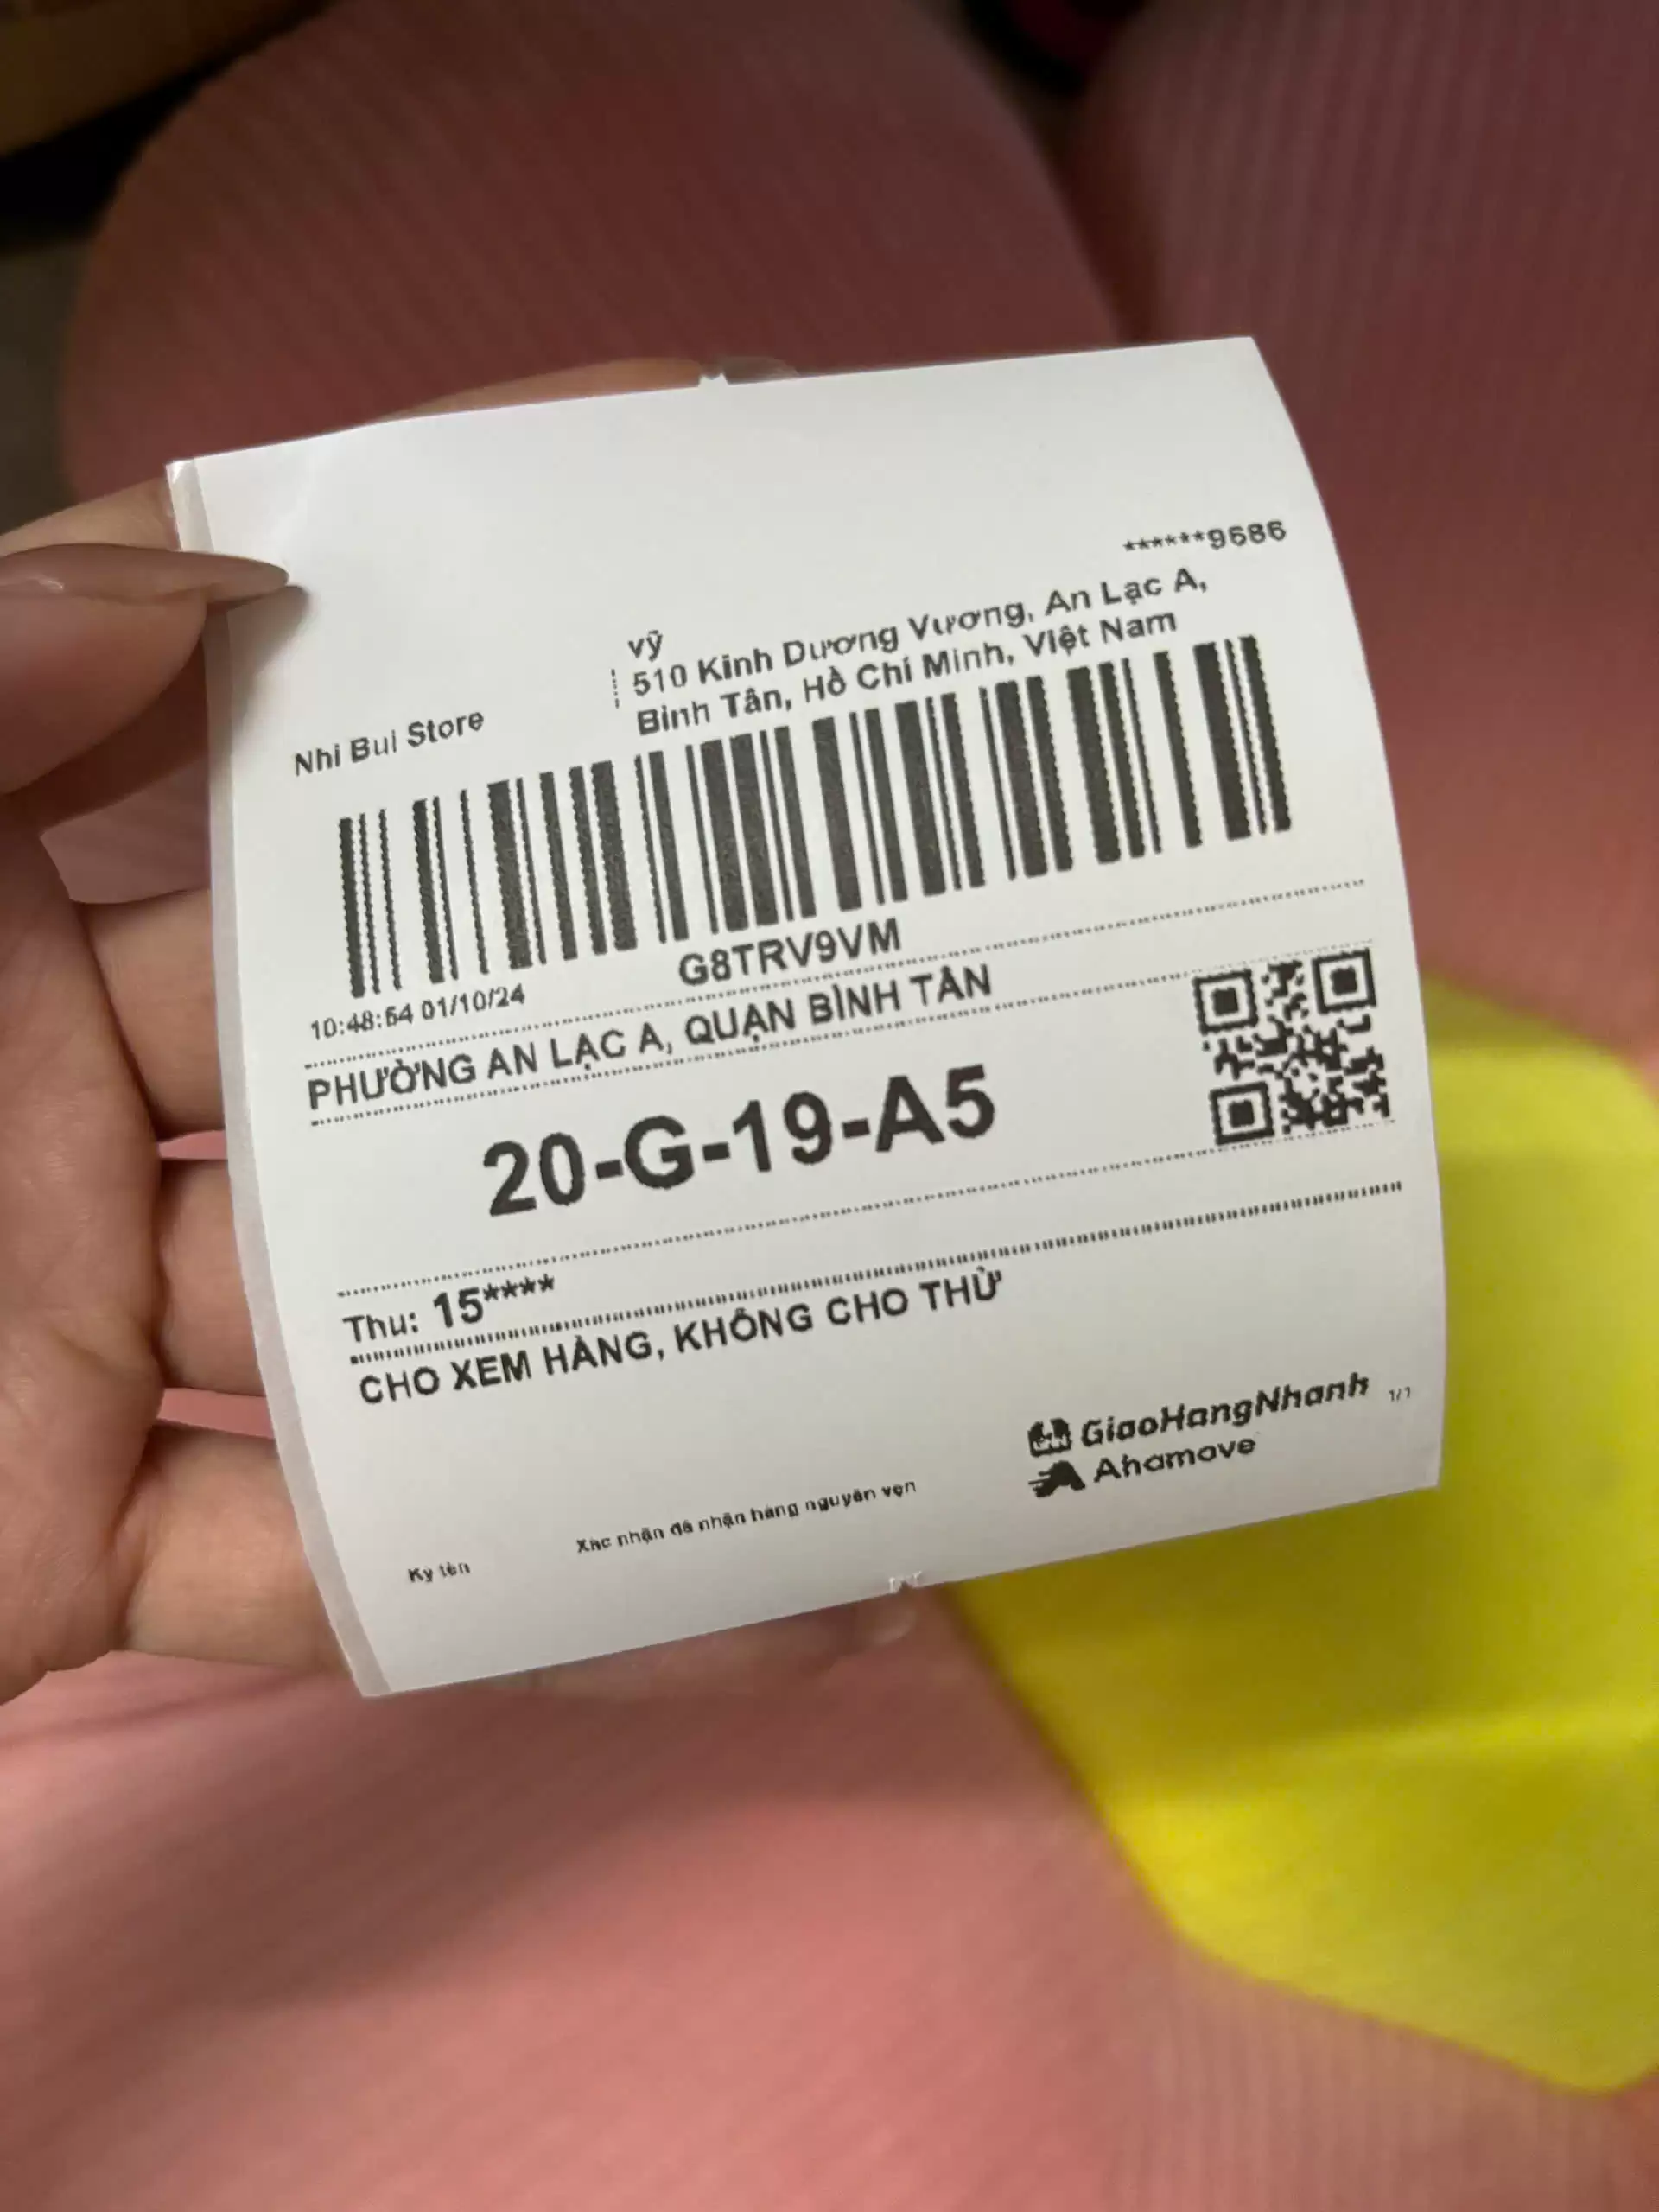 ******9686
vỹ
510 Kinh Dương Vương, An Lạc A,
Bình Tân, Hồ Chí Minh, Việt Nam
Nhi Bui Store
G8TRV9VM
10:48:54 01/10/24
PHƯỜNG AN LẠC A, QUẬN BÌNH TÂN
20-G-19-A5
Thu: 15****
CHO XEM HÀNG, KHÔNG CHO THỬ
GHN GiaoHangNhanh 1/1
Ahamove
Ký tên
Xác nhận đã nhận hàng nguyên vẹn